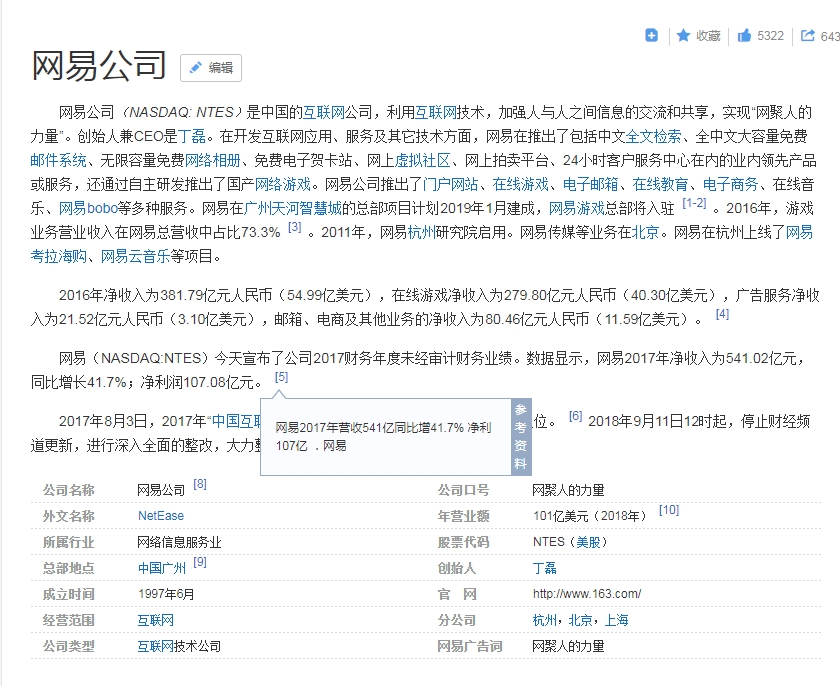 收藏 5322 643
网易公司 编辑
网易公司（NASDAQ: NTES）是中国的互联网公司，利用互联网技术，加强人与人之间信息的交流和共享，实现“网聚人的
力量”。创始人兼CEO是丁磊。在开发互联网应用、服务及其它技术方面，网易在推出了包括中文全文检索、全中文大容量免费
邮件系统、无限容量免费网络相册、免费电子贺卡站、网上虚拟社区、网上拍卖平台、24小时客户服务中心在内的业内领先产品
或服务，还通过自主研发推出了国产网络游戏。网易公司推出了门户网站、在线游戏、电子邮箱、在线教育、电子商务、在线音
乐、网易bobo等多种服务。网易在广州天河智慧城的总部项目计划2019年1月建成，网易游戏总部将入驻 [1-2] 。2016年，游戏
业务营业收入在网易总营收中占比73.3% [3] 。2011年，网易杭州研究院启用。网易传媒等业务在北京。网易在杭州上线了网易
考拉海购、网易云音乐等项目。
2016年净收入为381.79亿元人民币（54.99亿美元），在线游戏净收入为279.80亿元人民币（40.30亿美元），广告服务净收
入为21.52亿元人民币（3.10亿美元），邮箱、电商及其他业务的净收入为80.46亿元人民币（11.59亿美元）。 [4]
网易（NASDAQ:NTES）今天宣布了公司2017财务年度未经审计财务业绩。数据显示，网易2017年净收入为541.02亿元，
同比增长41.7%；净利润107.08亿元。 [5]
2017年8月3日，2017年“中国互联 位。 [6] 2018年9月11日12时起，停止财经频
道更新，进行深入全面的整改，大力整
网易2017年营收541亿同比增41.7% 净利
107亿 ．网易
参考资料
公司名称 网易公司 [8] 公司口号 网聚人的力量
外文名称 NetEase 年营业额 101亿美元（2018年） [10]
所属行业 网络信息服务业 股票代码 NTES（美股）
总部地点 中国广州 [9] 创始人 丁磊
成立时间 1997年6月 官 网 http://www.163.com/
经营范围 互联网 分公司 杭州，北京，上海
公司类型 互联网技术公司 网易广告词 网聚人的力量